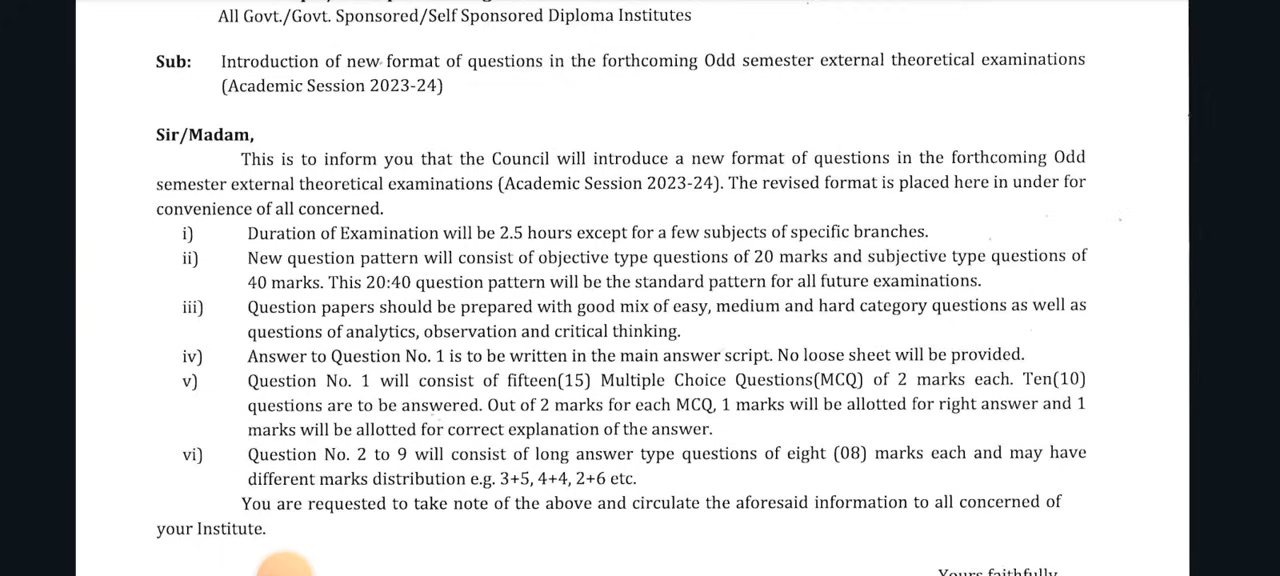 All Govt./Govt. Sponsored/Self Sponsored Diploma Institutes
Sub: Introduction of new format of questions in the forthcoming Odd semester external theoretical examinations
(Academic Session 2023-24)
Sir/Madam,
This is to inform you that the Council will introduce a new format of questions in the forthcoming Odd
semester external theoretical examinations (Academic Session 2023-24). The revised format is placed here in under for
convenience of all concerned.
i) Duration of Examination will be 2.5 hours except for a few subjects of specific branches.
ii) New question pattern will consist of objective type questions of 20 marks and subjective type questions of
40 marks. This 20:40 question pattern will be the standard pattern for all future examinations.
iii) Question papers should be prepared with good mix of easy, medium and hard category questions as well as
questions of analytics, observation and critical thinking.
iv) Answer to Question No. 1 is to be written in the main answer script. No loose sheet will be provided.
v) Question No. 1 will consist of fifteen(15) Multiple Choice Questions(MCQ) of 2 marks each. Ten(10)
questions are to be answered. Out of 2 marks for each MCQ, 1 marks will be allotted for right answer and 1
marks will be allotted for correct explanation of the answer.
vi) Question No. 2 to 9 will consist of long answer type questions of eight (08) marks each and may have
different marks distribution e.g. 3+5, 4+4, 2+6 etc.
You are requested to take note of the above and circulate the aforesaid information to all concerned of
your Institute.
Yours faithfully